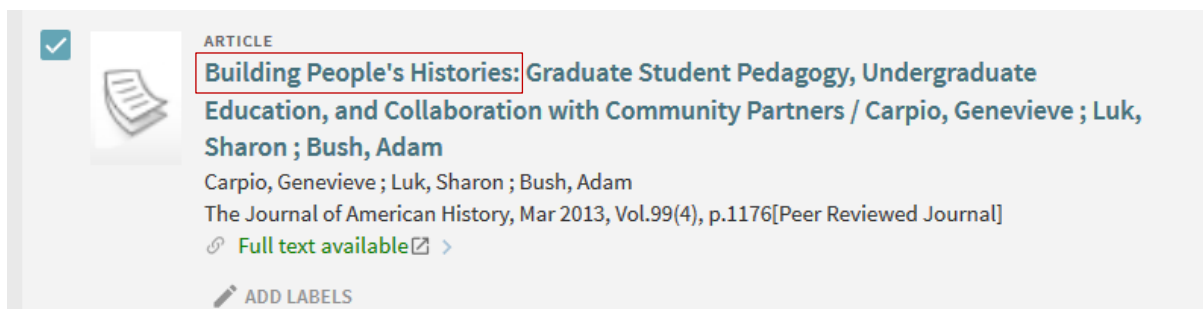 ARTICLE
Building People's Histories: Graduate Student Pedagogy, Undergraduate
Education, and Collaboration with Community Partners / Carpio, Genevieve ; Luk,
Sharon ; Bush, Adam
Carpio, Genevieve ; Luk, Sharon ; Bush, Adam
The Journal of American History, Mar 2013, Vol.99(4), p.1176[Peer Reviewed Journal]
Full text available
ADD LABELS